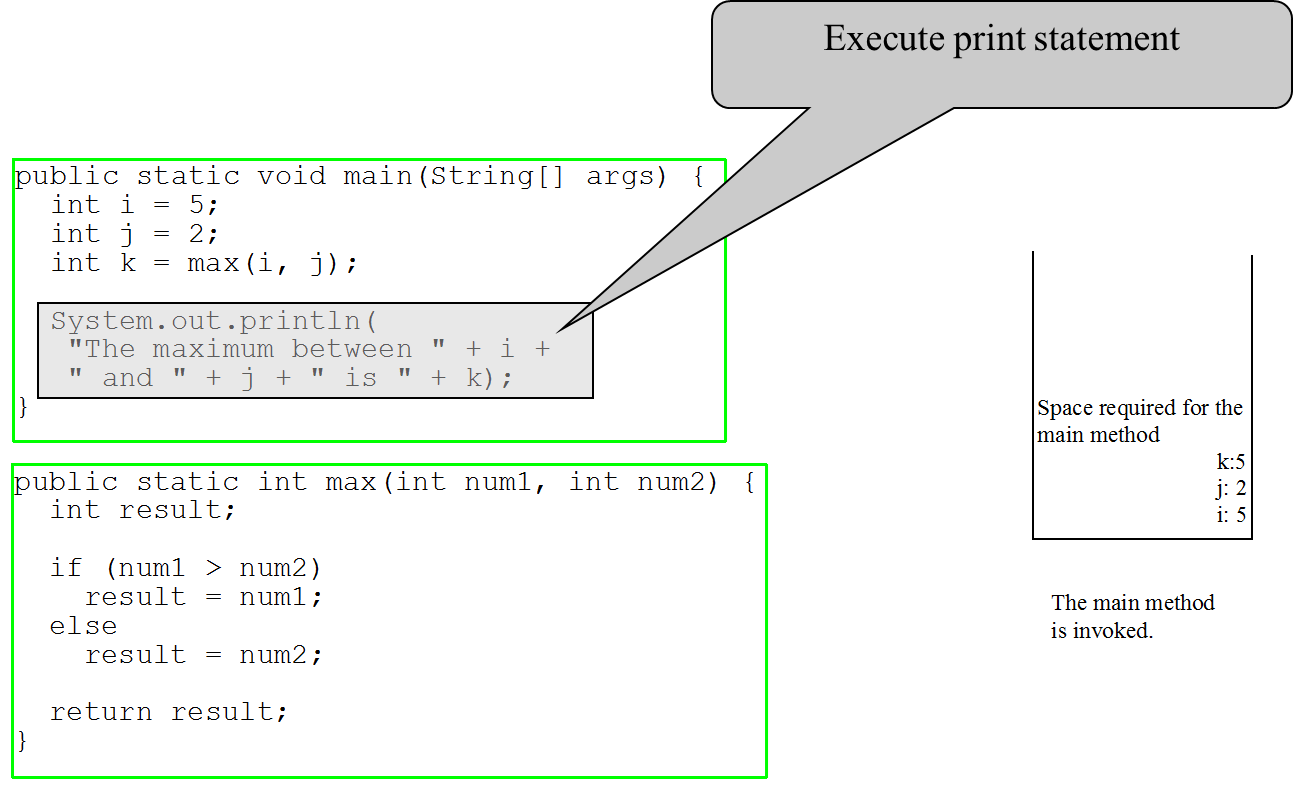 Execute print statement
public static void main(String[] args) {
  int i = 5;
  int j = 2;
  int k = max(i, j);
  System.out.println(
   "The maximum between " + i +
   " and " + j + " is " + k);
}
public static int max(int num1, int num2) {
  int result;
  if (num1 > num2)
    result = num1;
  else
    result = num2;
  return result;
}
Space required for the
main method
k:5
j: 2
i: 5
The main method
is invoked.